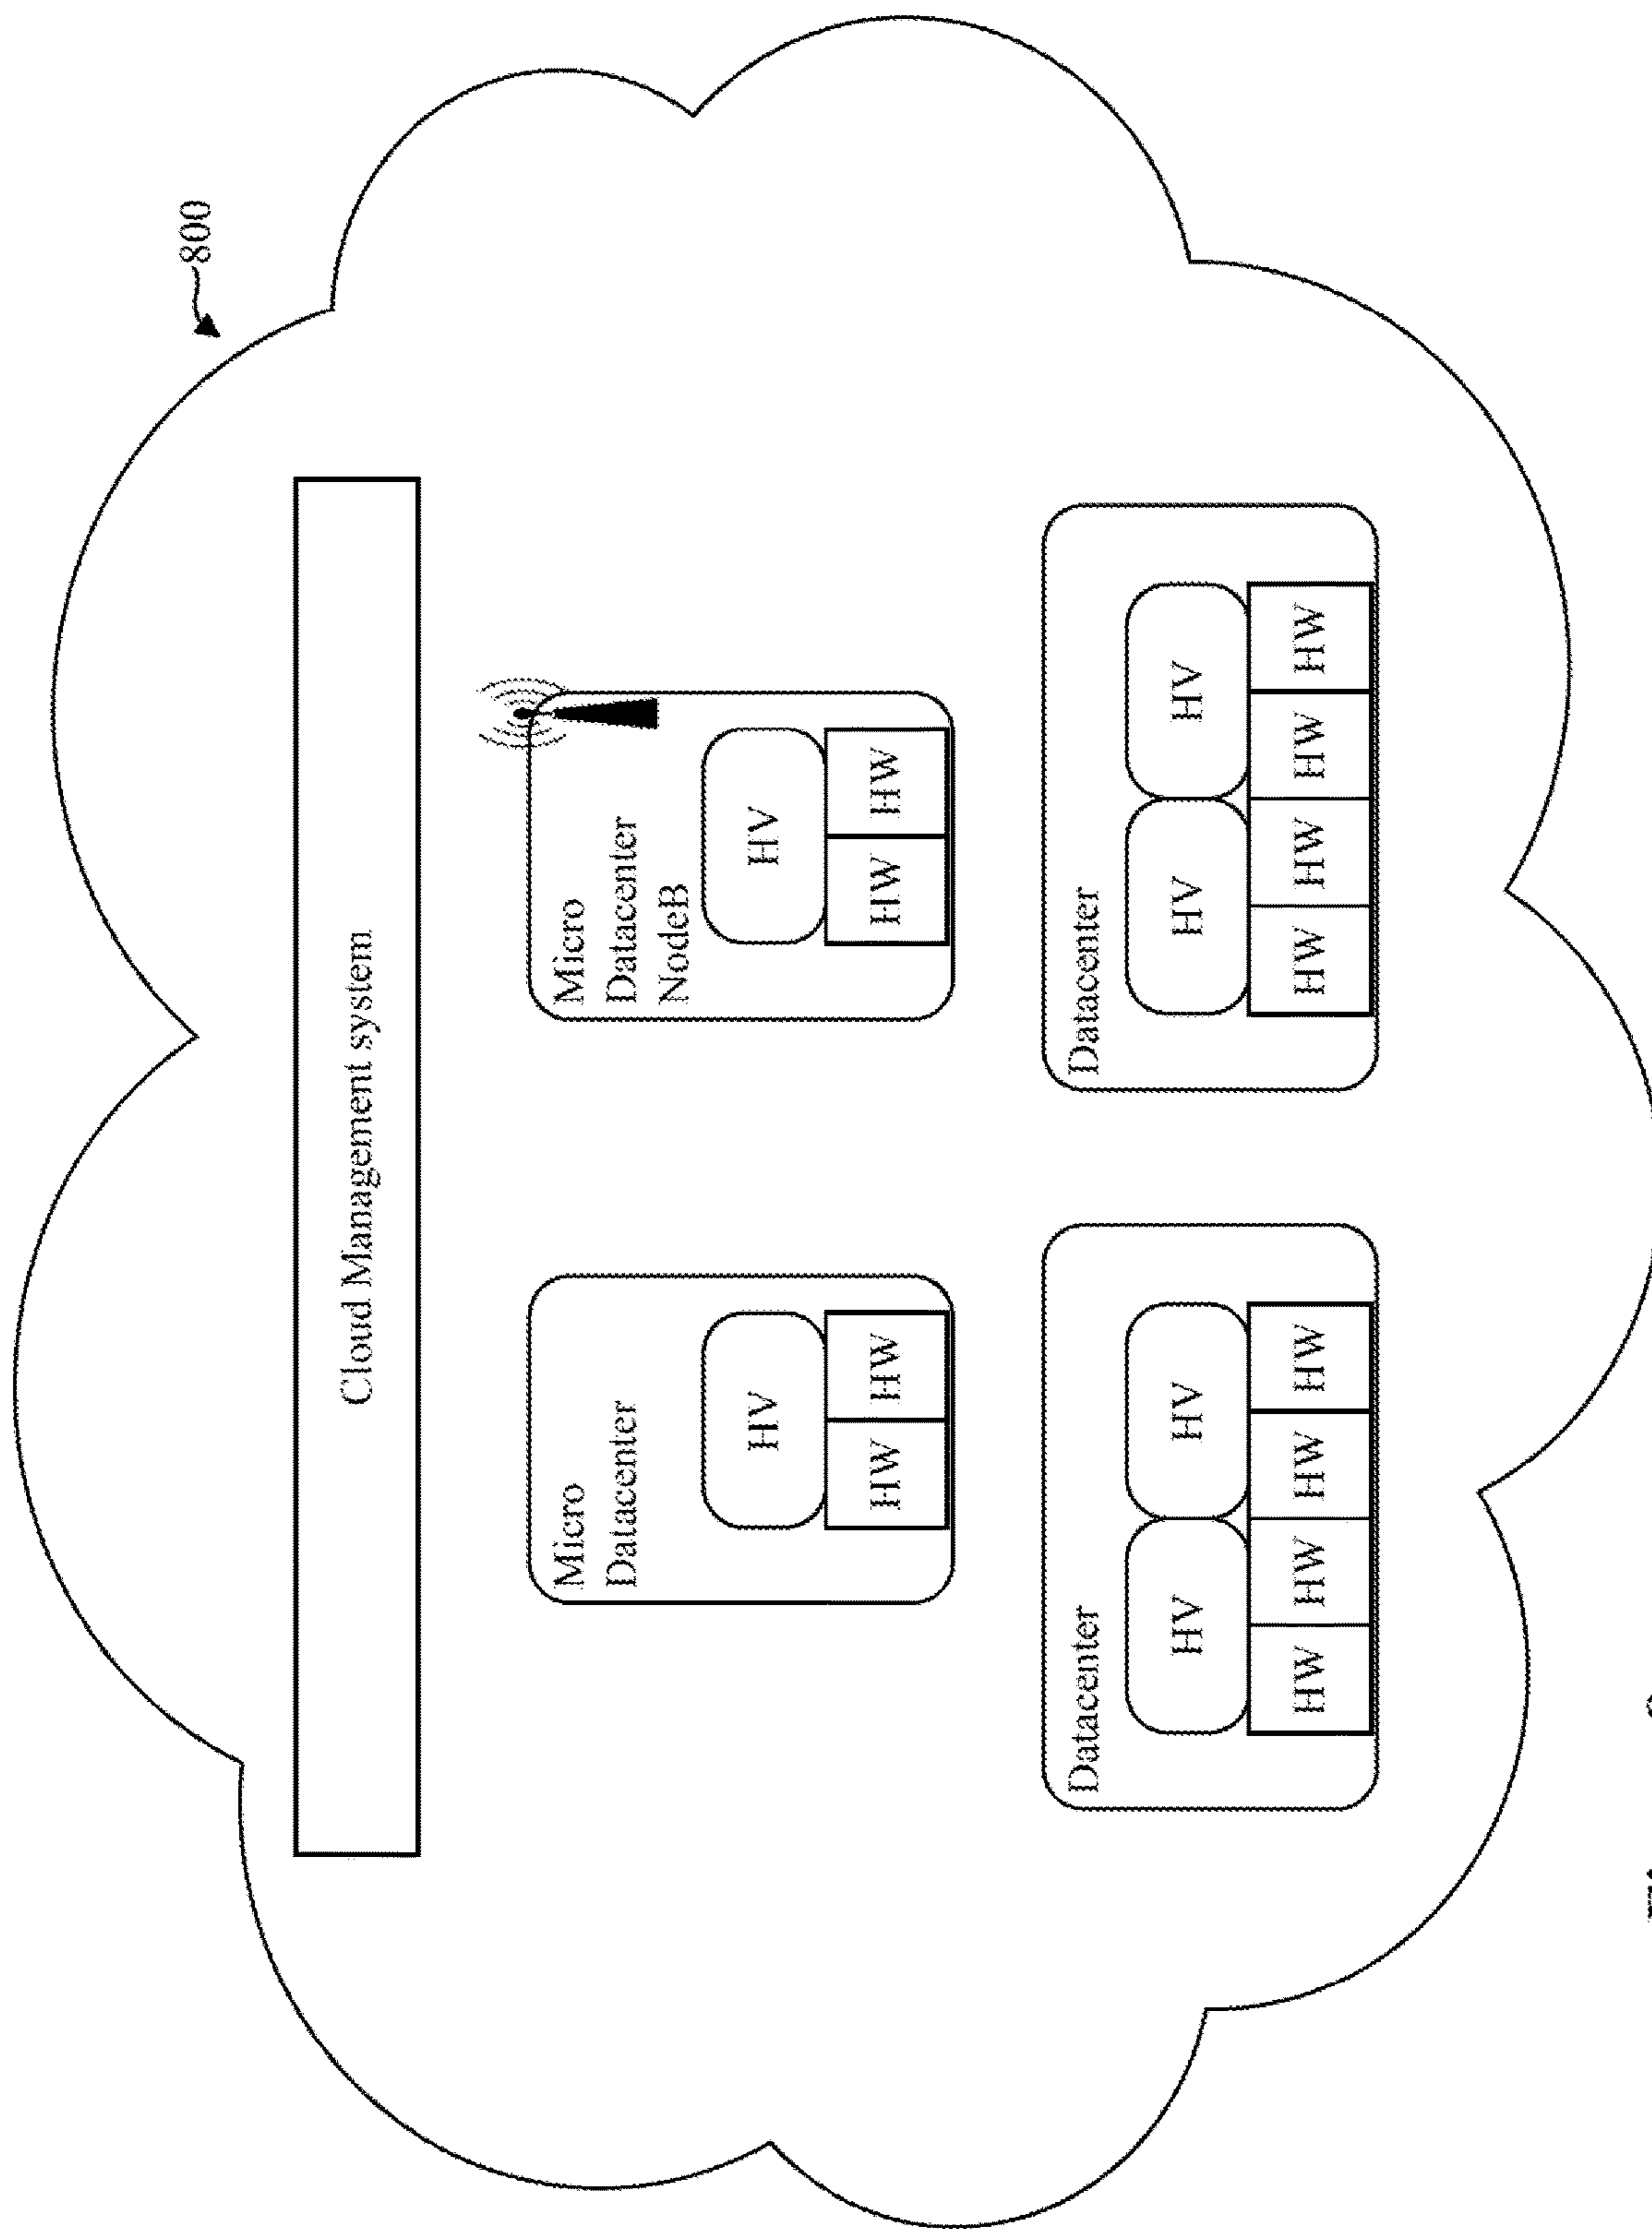 800
Cloud Management system
Micro
Datacenter
HV
HW HW
Micro
Datacenter
NodeB
HV
HW HW
Datacenter
HV HV
HW HW HW HW
Datacenter
HV HV
HW HW HW HW